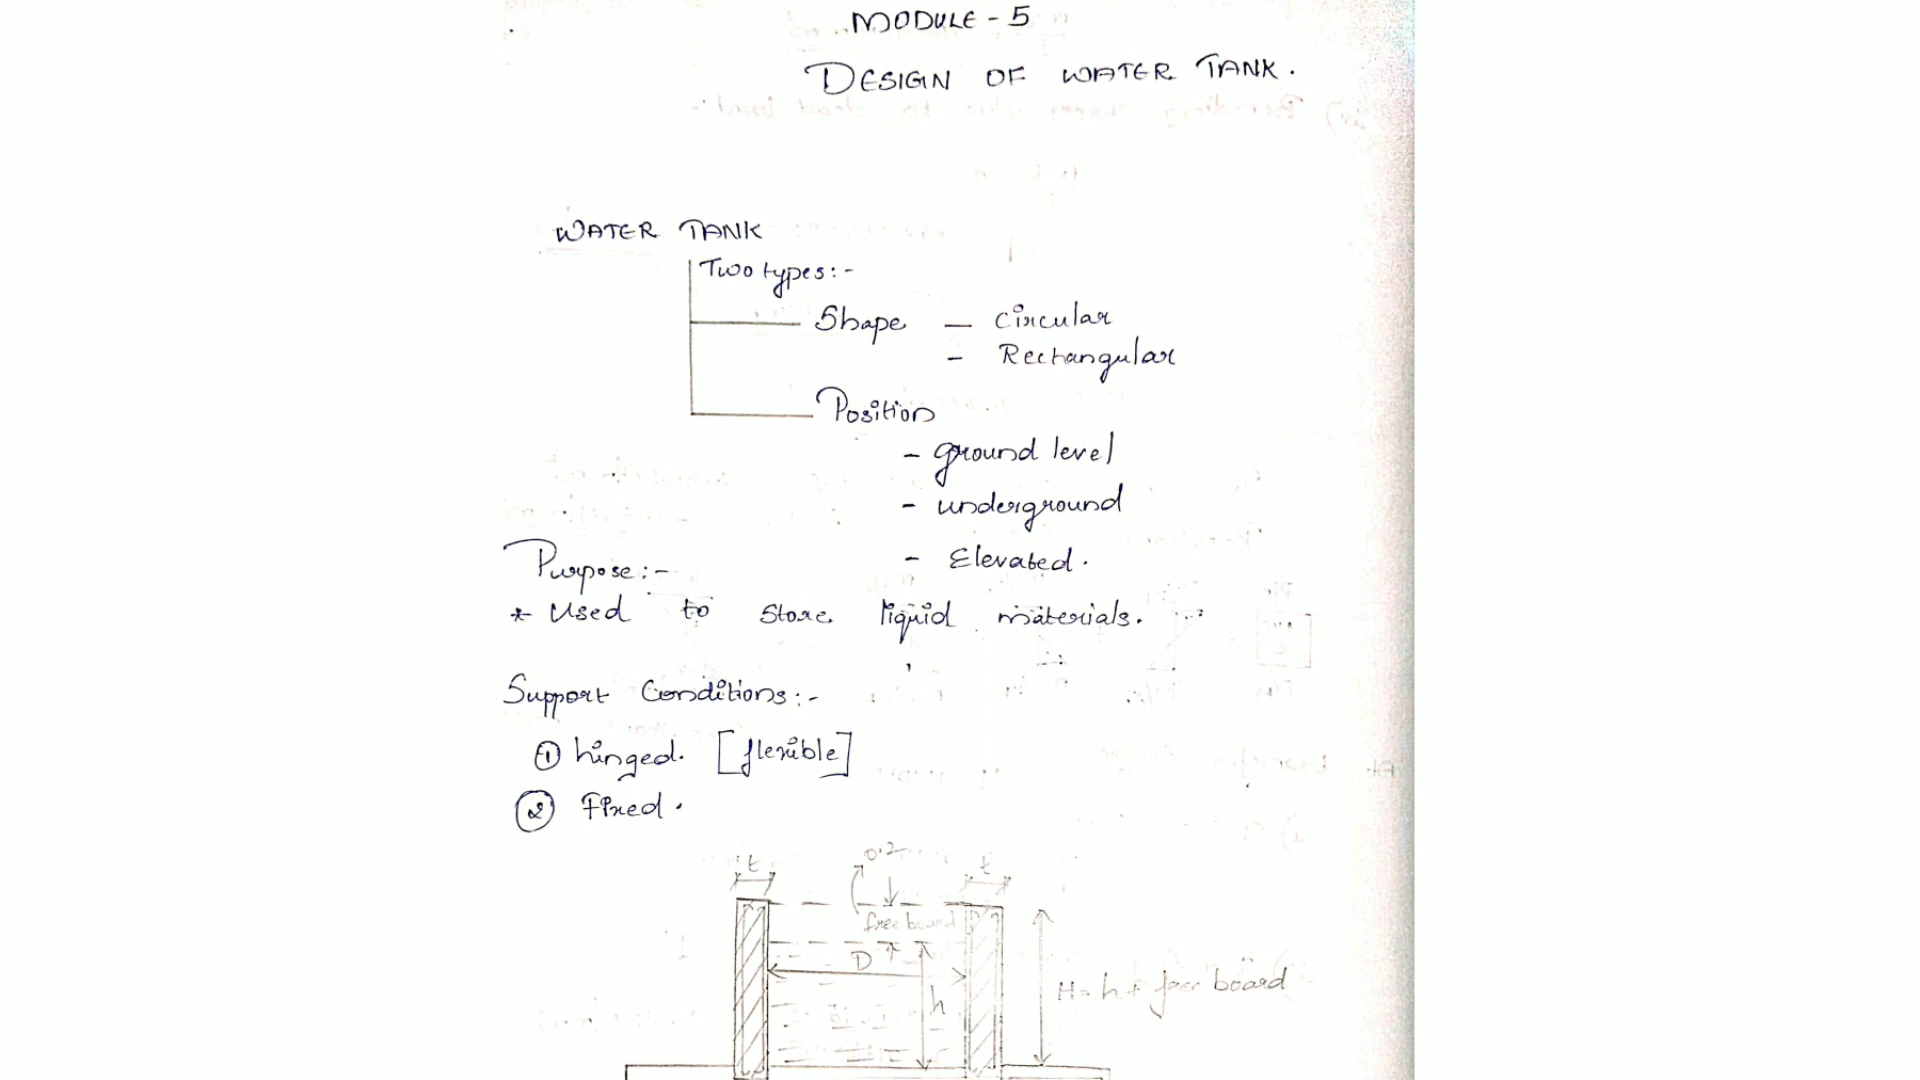 MODULE - 5
DESIGN OF WATER TANK.
WATER TANK
Two types:-
Shape — Circular
- Rectangular
Position
- ground level
- underground
- Elevated.
Purpose:-
* Used to store liquid materials.
Support Conditions:-
① hinged. [flexible]
② Fixed.
t 0.2 t
free board
D
h
H = h + free board